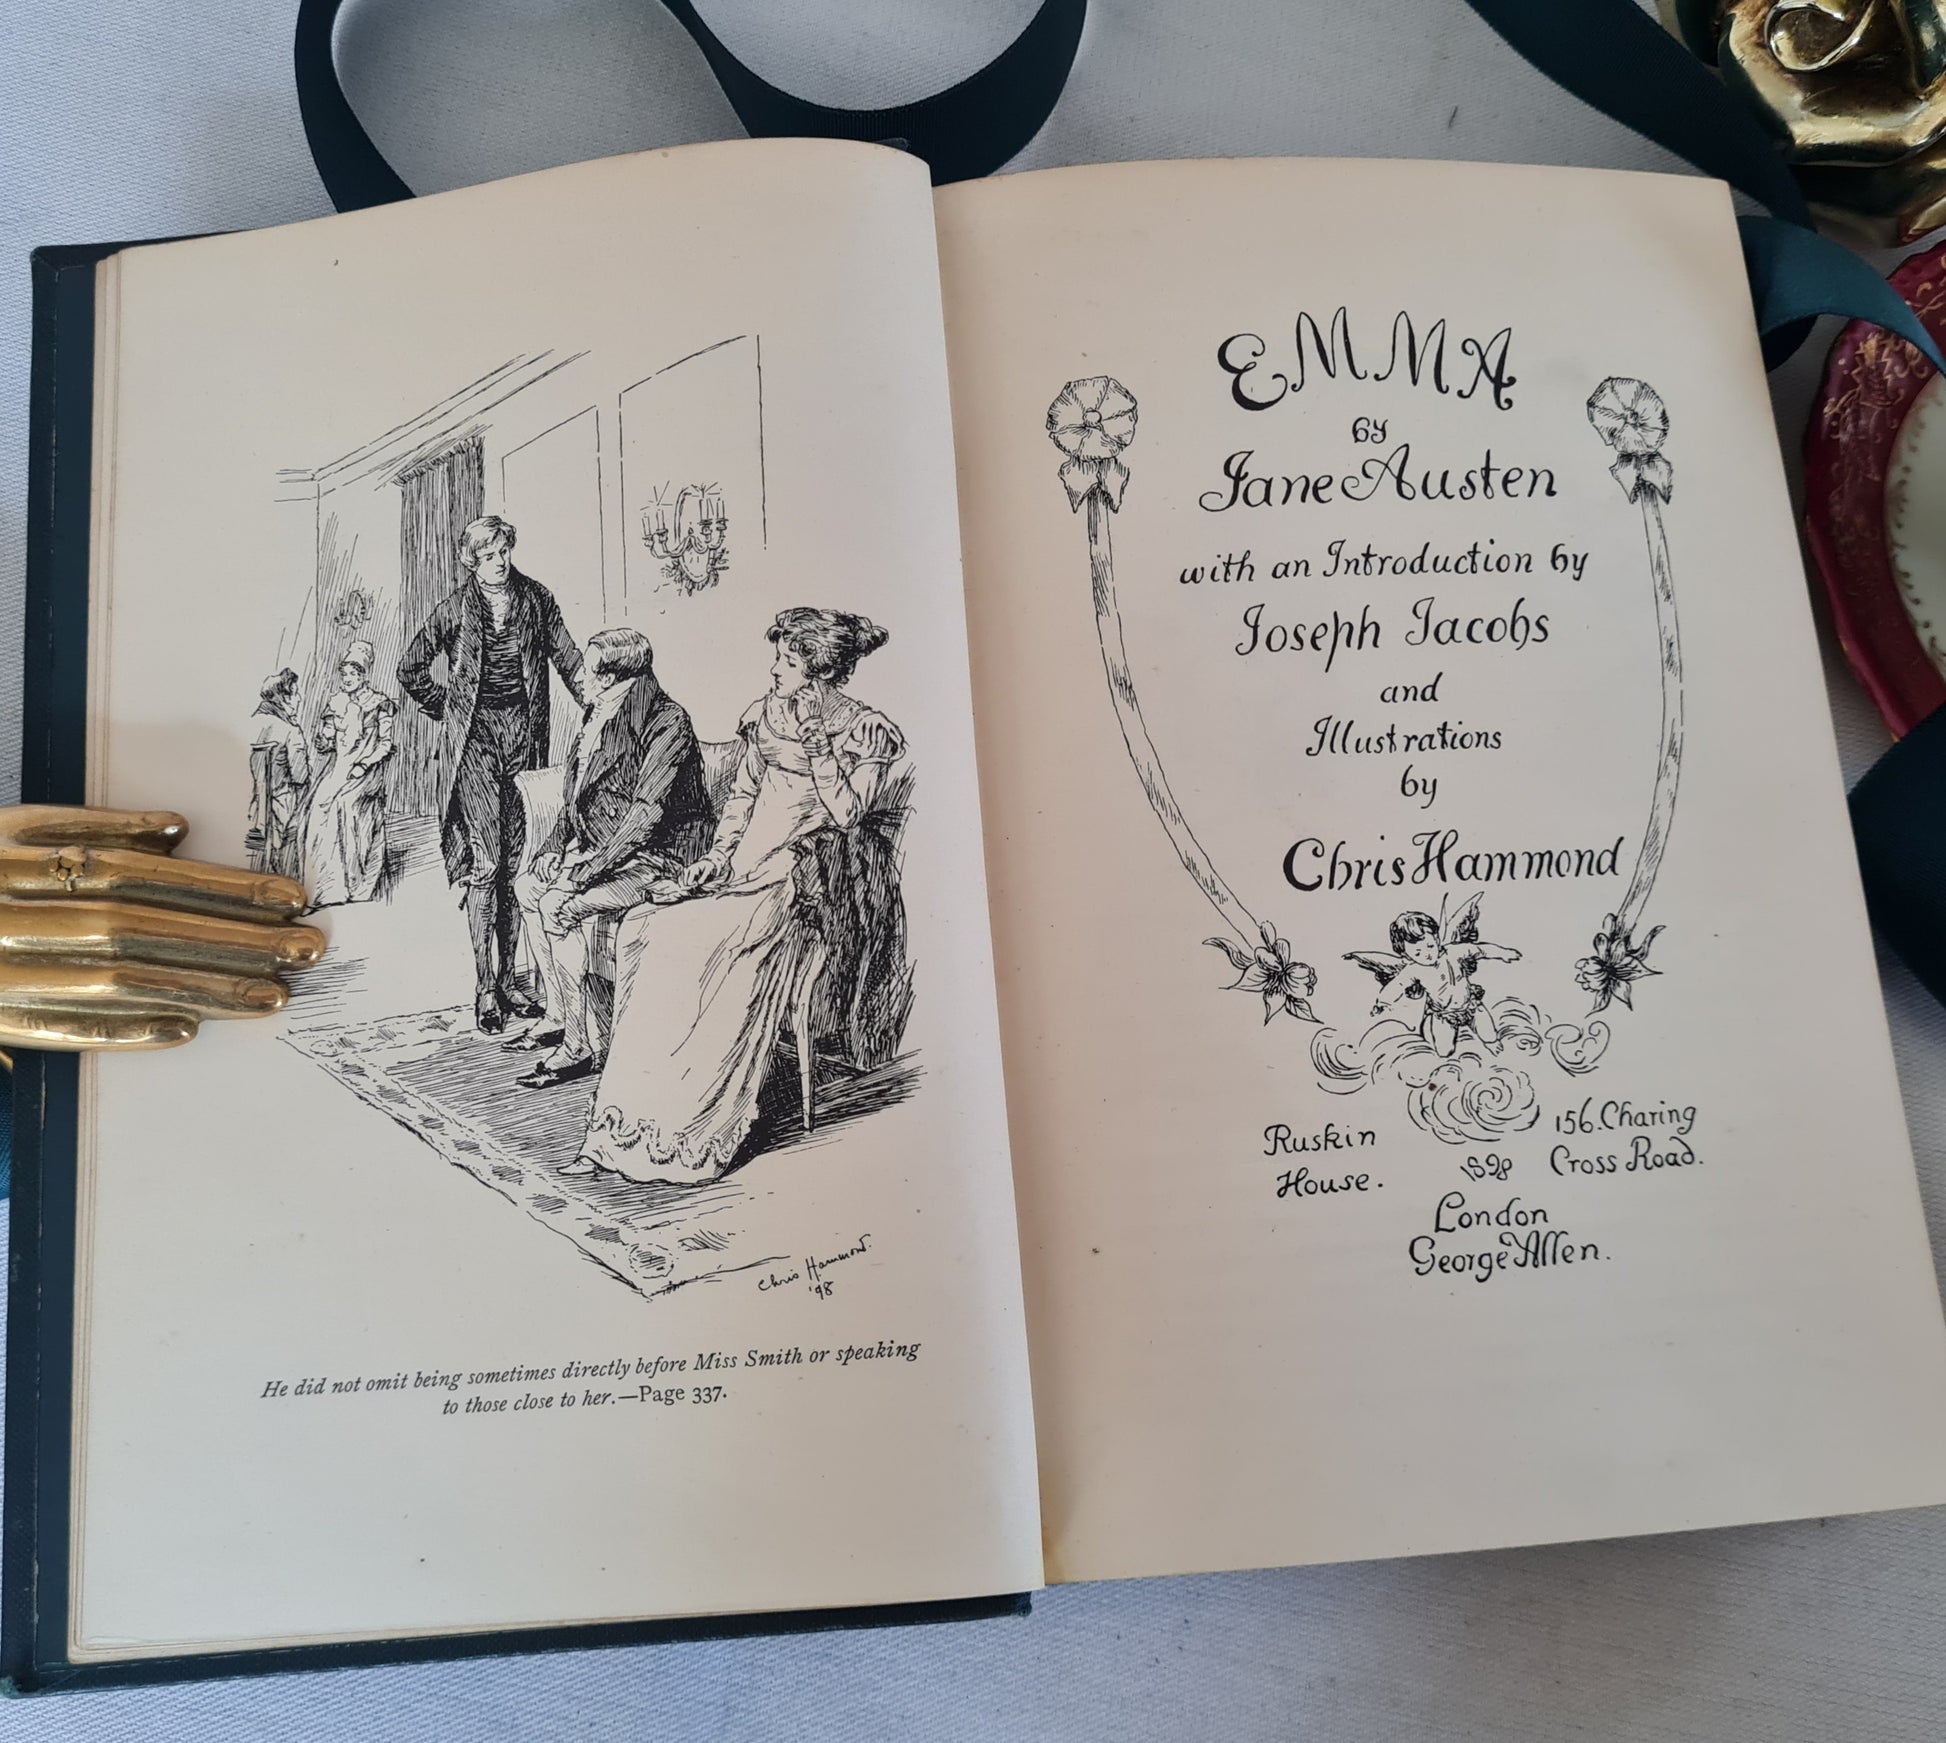 Chris Hammond.
'98
He did not omit being sometimes directly before Miss Smith or speaking
to those close to her.—Page 337.
EMMA
by
Jane Austen
with an Introduction by
Joseph Jacobs
and
Illustrations
by
Chris Hammond
Ruskin
House.
1898
156. Charing
Cross Road.
London
George Allen.